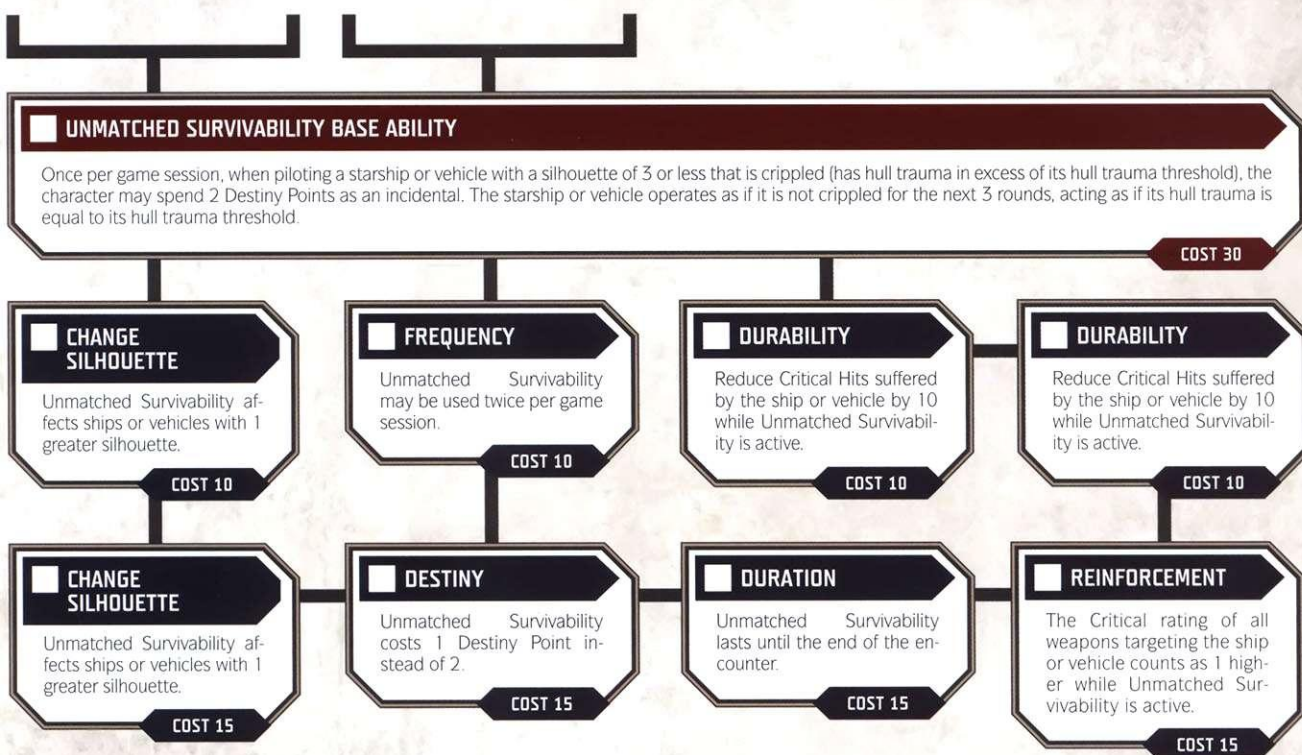 UNMATCHED SURVIVABILITY BASE ABILITY
Once per game session, when piloting a starship or vehicle with a silhouette of 3 or less that is crippled (has hull trauma in excess of its hull trauma threshold), the
character may spend 2 Destiny Points as an incidental. The starship or vehicle operates as if it is not crippled for the next 3 rounds, acting as if its hull trauma is
equal to its hull trauma threshold.
COST 30
CHANGE
SILHOUETTE
Unmatched Survivability af-
fects ships or vehicles with 1
greater silhouette.
COST 10
FREQUENCY
Unmatched Survivability
may be used twice per game
session.
COST 10
DURABILITY
Reduce Critical Hits suffered
by the ship or vehicle by 10
while Unmatched Survivabil-
ity is active.
COST 10
DURABILITY
Reduce Critical Hits suffered
by the ship or vehicle by 10
while Unmatched Survivabil-
ity is active.
COST 10
CHANGE
SILHOUETTE
Unmatched Survivability af-
fects ships or vehicles with 1
greater silhouette.
COST 15
DESTINY
Unmatched Survivability
costs 1 Destiny Point in-
stead of 2.
COST 15
DURATION
Unmatched Survivability
lasts until the end of the en-
counter.
COST 15
REINFORCEMENT
The Critical rating of all
weapons targeting the ship
or vehicle counts as 1 high-
er while Unmatched Sur-
vivability is active.
COST 15